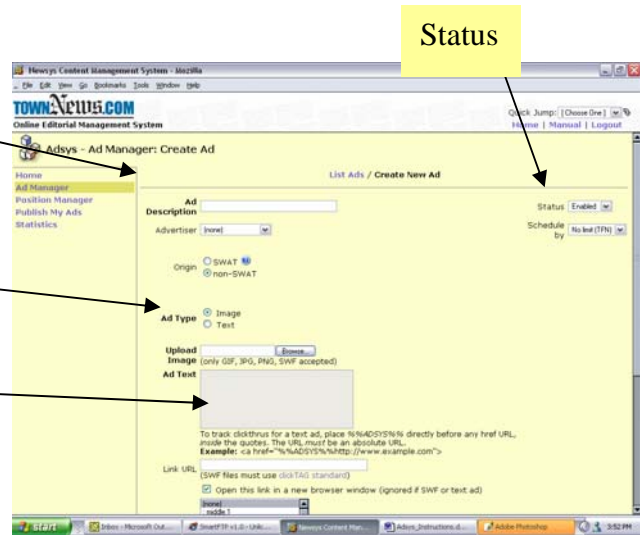 Status
Newsys Content Management System - Mozilla
File Edit View Go Bookmarks Tools Window Help
TOWNNEWS.COM
Online Editorial Management System
Quick Jump: [Choose One]
Home | Manual | Logout
Adsys - Ad Manager: Create Ad
Home
Ad Manager
Position Manager
Publish My Ads
Statistics
List Ads / Create New Ad
Ad Description
Status Enabled
Advertiser (none)
Schedule by No limit (TFN)
Origin
SWAT
non-SWAT
Ad Type
Image
Text
Upload Image
Browse...
(only GIF, JPG, PNG, SWF accepted)
Ad Text
To track clickthrus for a text ad, place %%ADSYS%% directly before any href URL,
inside the quotes. The URL must be an absolute URL.
Example: <a href="%%ADSYS%%http://www.example.com">
Link URL
(SWF files must use clickTAG standard)
Open this link in a new browser window (ignored if SWF or text ad)
(none)
middle 1
start
Inbox - Microsoft Out...
SmartFTP v1.0 -
Newsys Content Man...
Adsys_Instructions.d...
Adobe Photoshop
3:52 PM